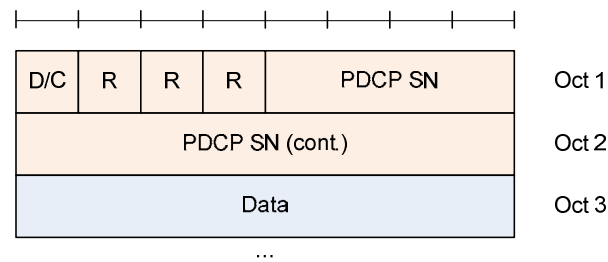 D/C R R R PDCP SN Oct 1
PDCP SN (cont.) Oct 2
Data Oct 3
...